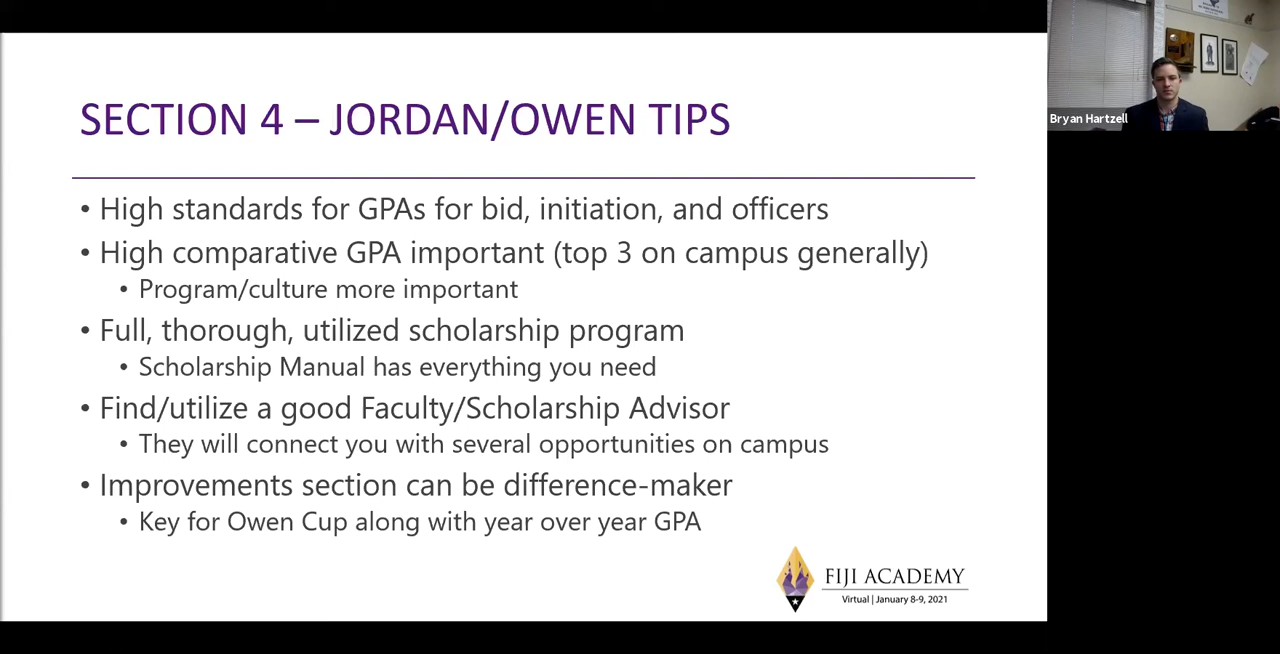 SECTION 4 – JORDAN/OWEN TIPS
• High standards for GPAs for bid, initiation, and officers
• High comparative GPA important (top 3 on campus generally)
• Program/culture more important
• Full, thorough, utilized scholarship program
• Scholarship Manual has everything you need
• Find/utilize a good Faculty/Scholarship Advisor
• They will connect you with several opportunities on campus
• Improvements section can be difference-maker
• Key for Owen Cup along with year over year GPA
FIJI ACADEMY
Virtual | January 8-9, 2021
Bryan Hartzell